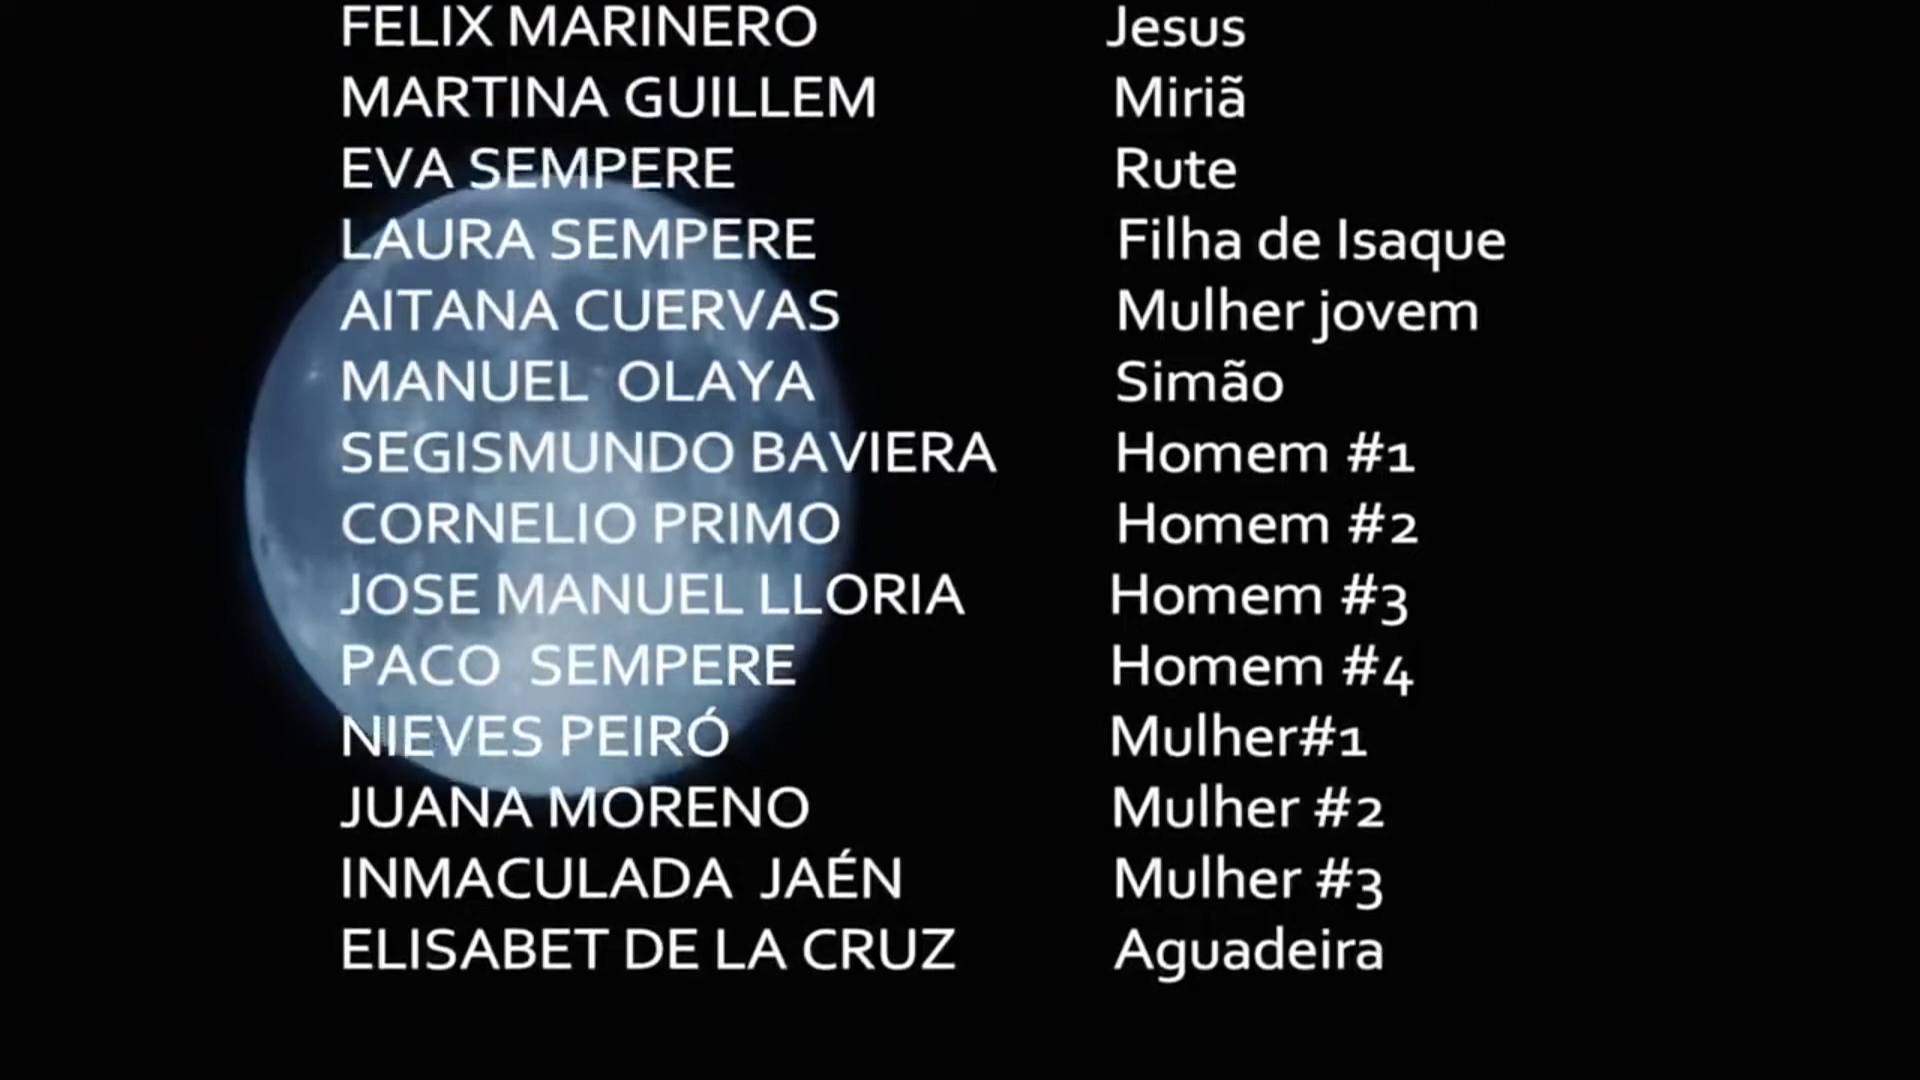 FELIX MARINERO Jesus
MARTINA GUILLEM Miriã
EVA SEMPERE Rute
LAURA SEMPERE Filha de Isaque
AITANA CUERVAS Mulher jovem
MANUEL OLAYA Simão
SEGISMUNDO BAVIERA Homem #1
CORNELIO PRIMO Homem #2
JOSE MANUEL LLORIA Homem #3
PACO SEMPERE Homem #4
NIEVES PEIRÓ Mulher#1
JUANA MORENO Mulher #2
INMACULADA JAÉN Mulher #3
ELISABET DE LA CRUZ Aguadeira